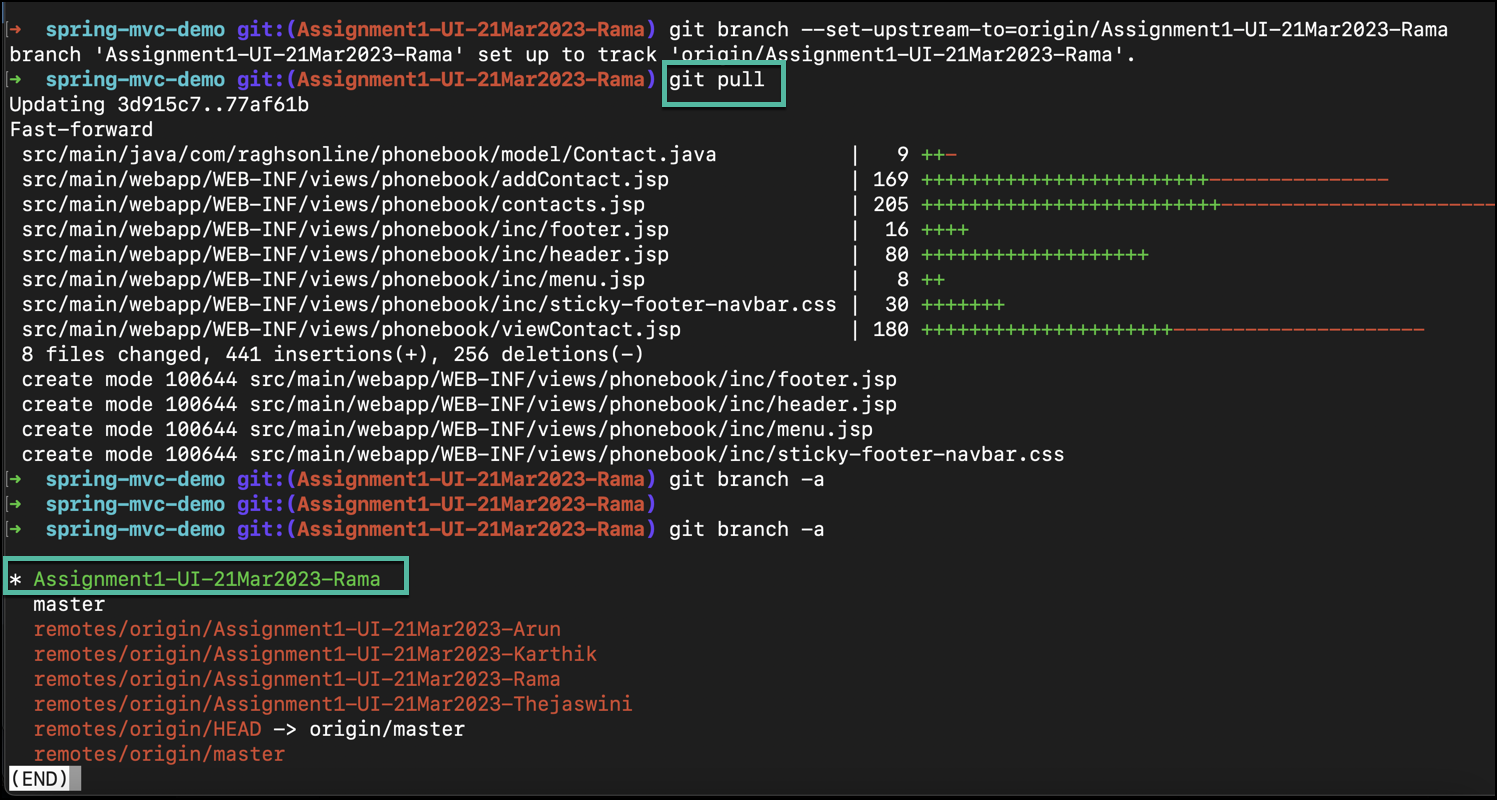 → spring-mvc-demo git:(Assignment1-UI-21Mar2023-Rama) git branch --set-upstream-to=origin/Assignment1-UI-21Mar2023-Rama
branch 'Assignment1-UI-21Mar2023-Rama' set up to track 'origin/Assignment1-UI-21Mar2023-Rama'.
→ spring-mvc-demo git:(Assignment1-UI-21Mar2023-Rama) git pull
Updating 3d915c7..77af61b
Fast-forward
 src/main/java/com/raghsonline/phonebook/model/Contact.java | 9 ++-
 src/main/webapp/WEB-INF/views/phonebook/addContact.jsp | 169 ++++++++++++++++++++++++---------------
 src/main/webapp/WEB-INF/views/phonebook/contacts.jsp | 205 +++++++++++++++++++++++++-----------------------
 src/main/webapp/WEB-INF/views/phonebook/inc/footer.jsp | 16 ++++
 src/main/webapp/WEB-INF/views/phonebook/inc/header.jsp | 80 +++++++++++++++++++
 src/main/webapp/WEB-INF/views/phonebook/inc/menu.jsp | 8 ++
 src/main/webapp/WEB-INF/views/phonebook/inc/sticky-footer-navbar.css | 30 +++++++
 src/main/webapp/WEB-INF/views/phonebook/viewContact.jsp | 180 +++++++++++++++++++++---------------------
 8 files changed, 441 insertions(+), 256 deletions(-)
 create mode 100644 src/main/webapp/WEB-INF/views/phonebook/inc/footer.jsp
 create mode 100644 src/main/webapp/WEB-INF/views/phonebook/inc/header.jsp
 create mode 100644 src/main/webapp/WEB-INF/views/phonebook/inc/menu.jsp
 create mode 100644 src/main/webapp/WEB-INF/views/phonebook/inc/sticky-footer-navbar.css
→ spring-mvc-demo git:(Assignment1-UI-21Mar2023-Rama) git branch -a
→ spring-mvc-demo git:(Assignment1-UI-21Mar2023-Rama)
→ spring-mvc-demo git:(Assignment1-UI-21Mar2023-Rama) git branch -a
* Assignment1-UI-21Mar2023-Rama
  master
  remotes/origin/Assignment1-UI-21Mar2023-Arun
  remotes/origin/Assignment1-UI-21Mar2023-Karthik
  remotes/origin/Assignment1-UI-21Mar2023-Rama
  remotes/origin/Assignment1-UI-21Mar2023-Thejaswini
  remotes/origin/HEAD -> origin/master
  remotes/origin/master
(END)